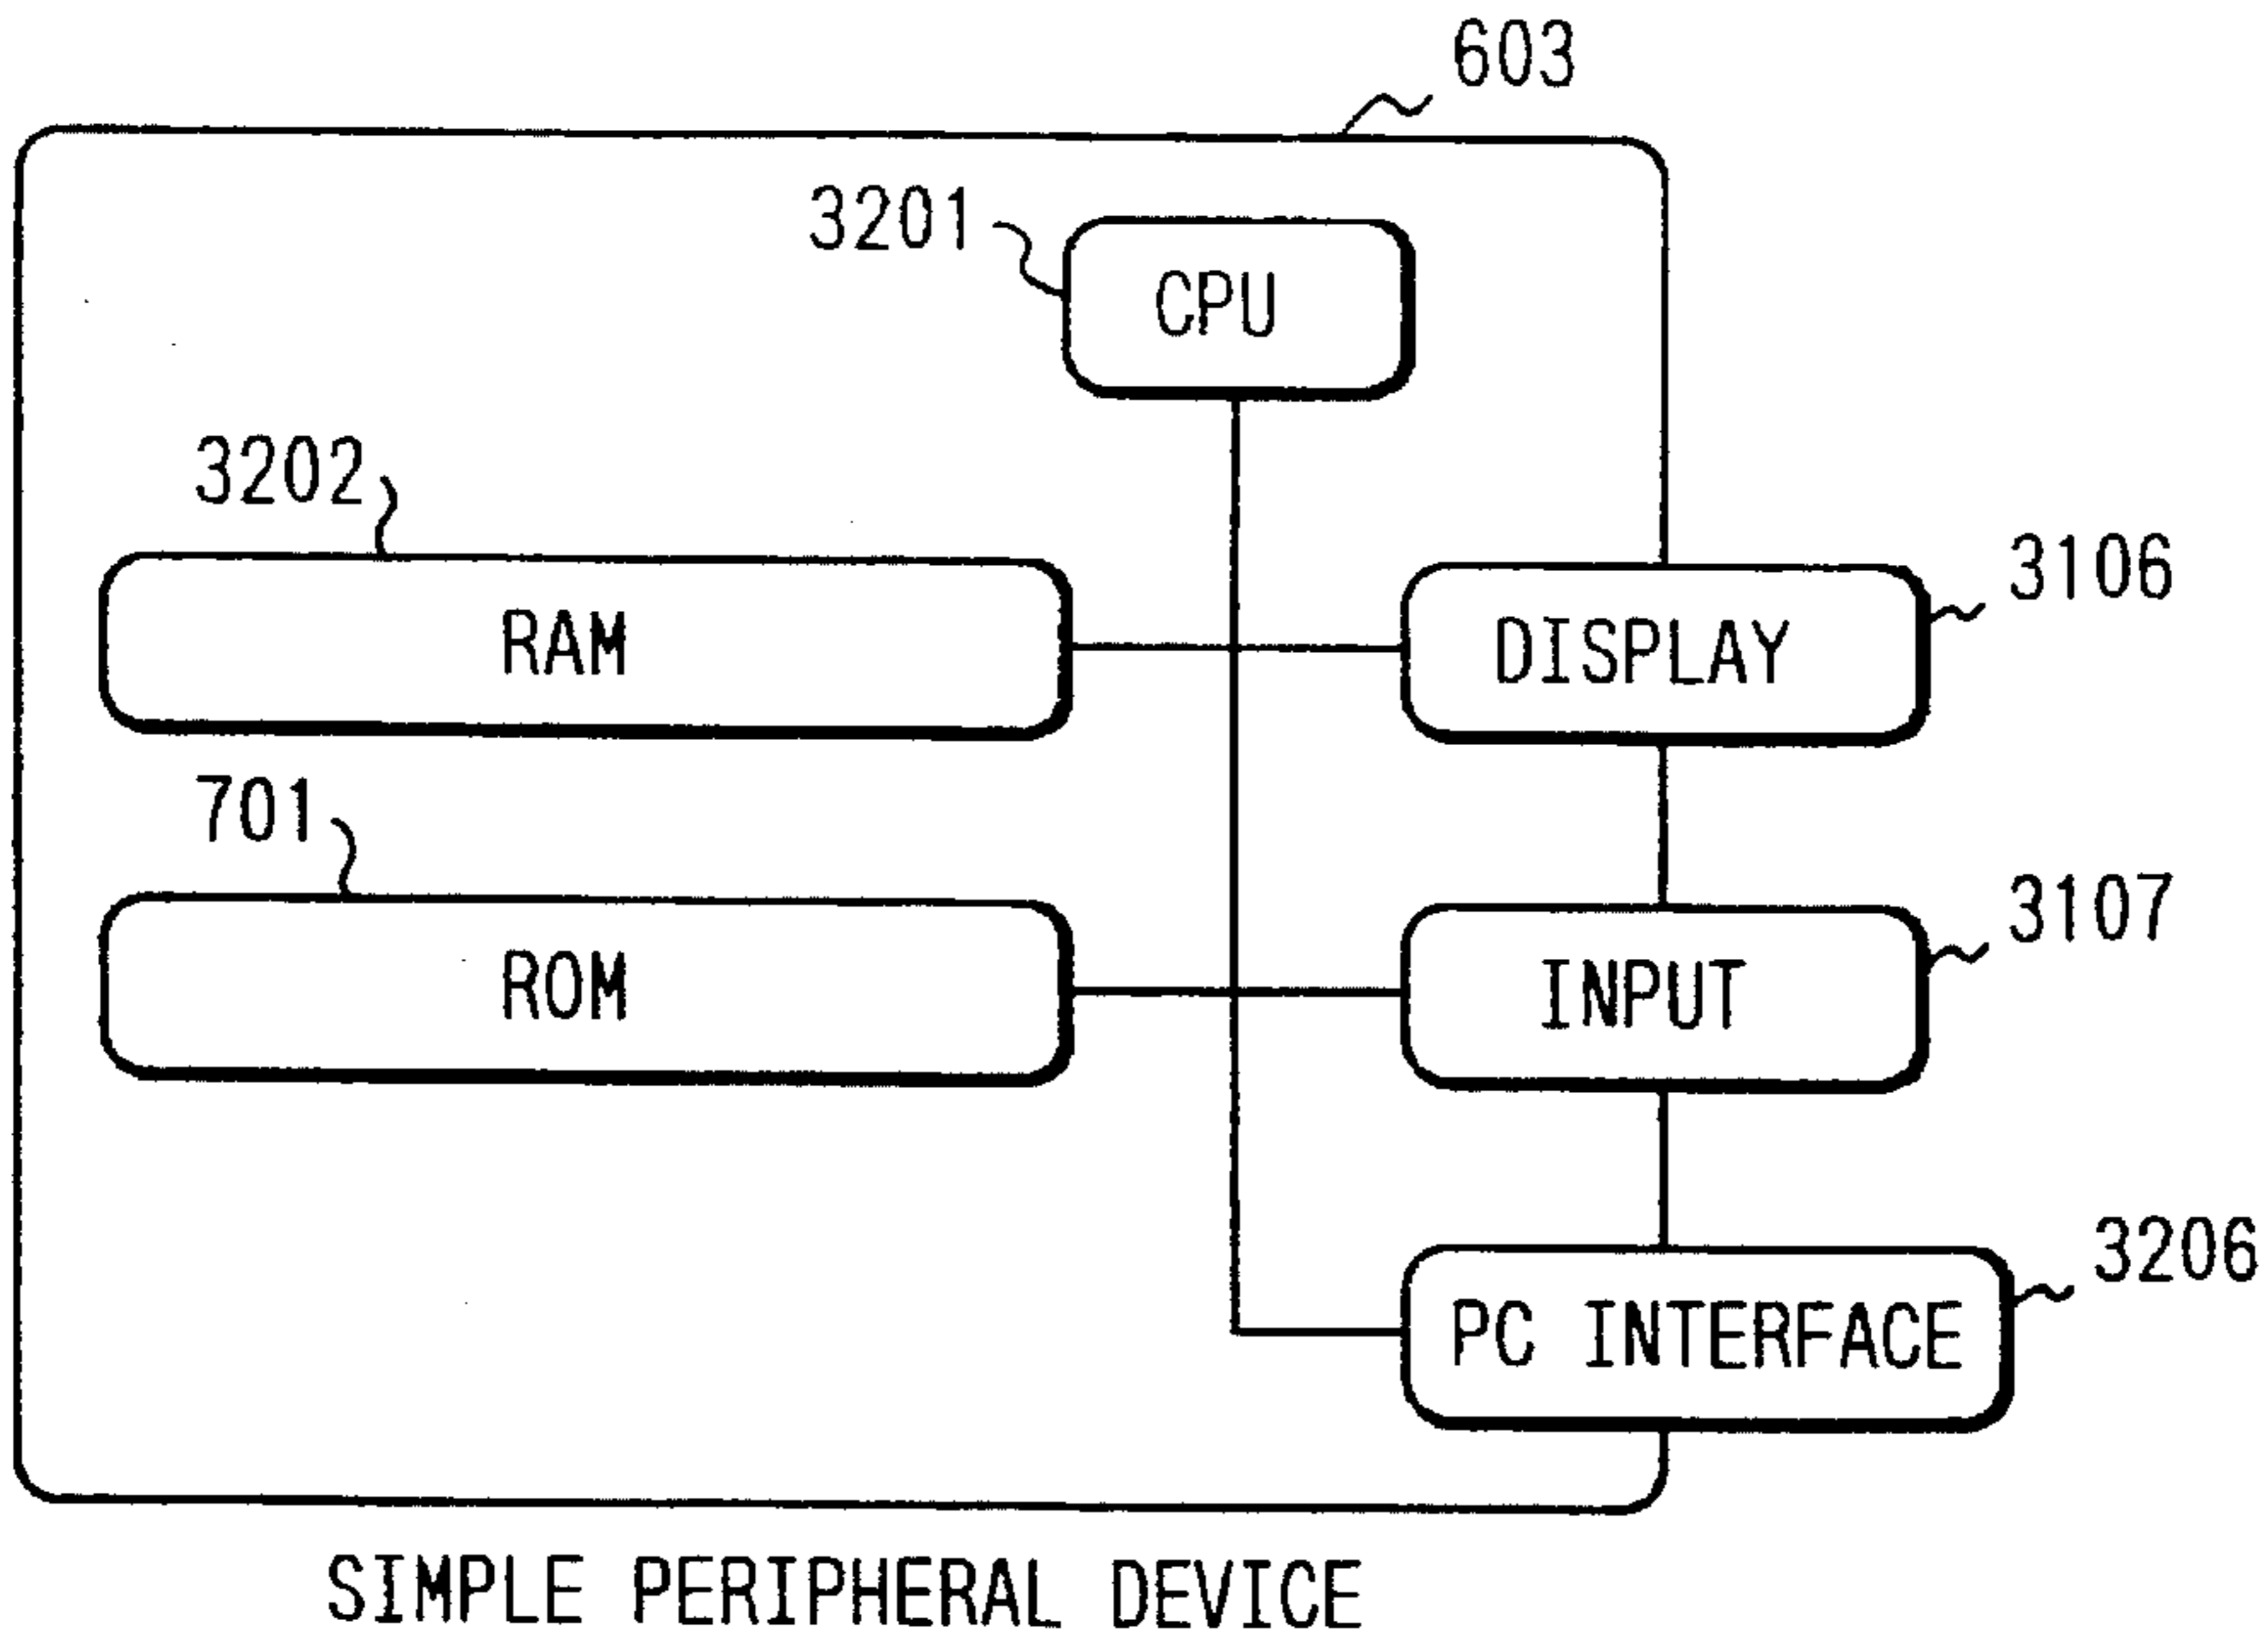 603
3201
CPU
3202
RAM
3106
DISPLAY
701
ROM
3107
INPUT
3206
PC INTERFACE
SIMPLE PERIPHERAL DEVICE